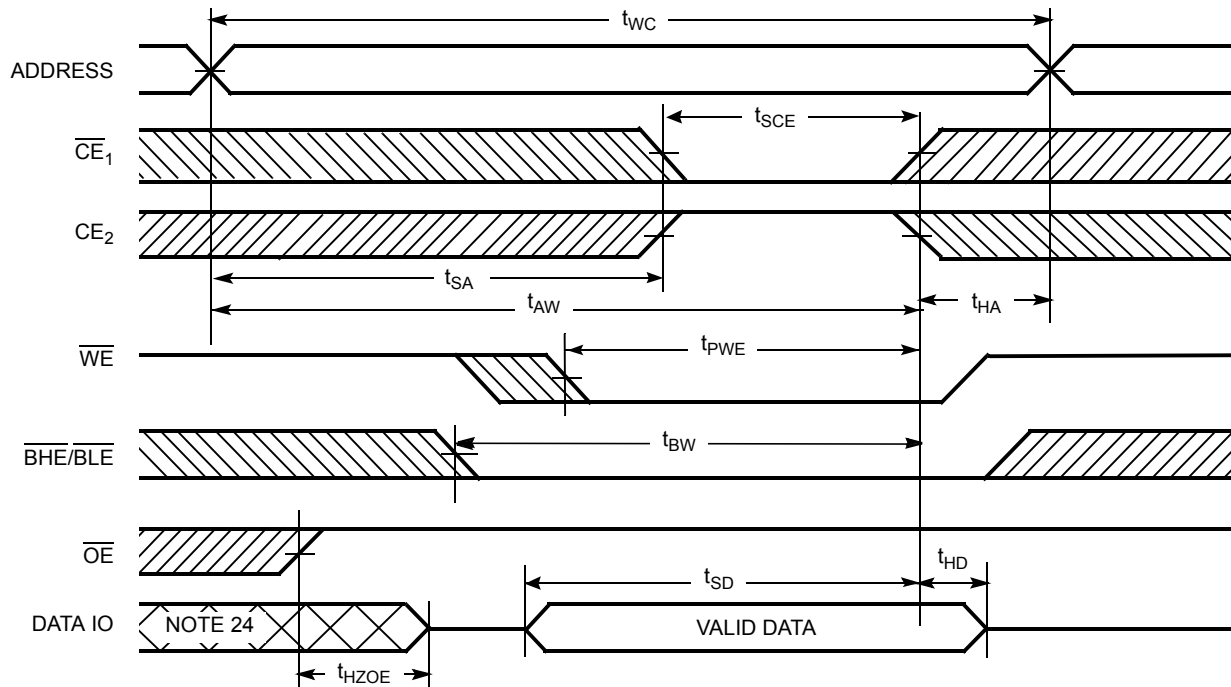 tWC
ADDRESS
tSCE
CE1
CE2
tSA
tAW
tHA
WE
tPWE
BHE/BLE
tBW
OE
tHD
tSD
DATA IO
NOTE 24
VALID DATA
tHZOE